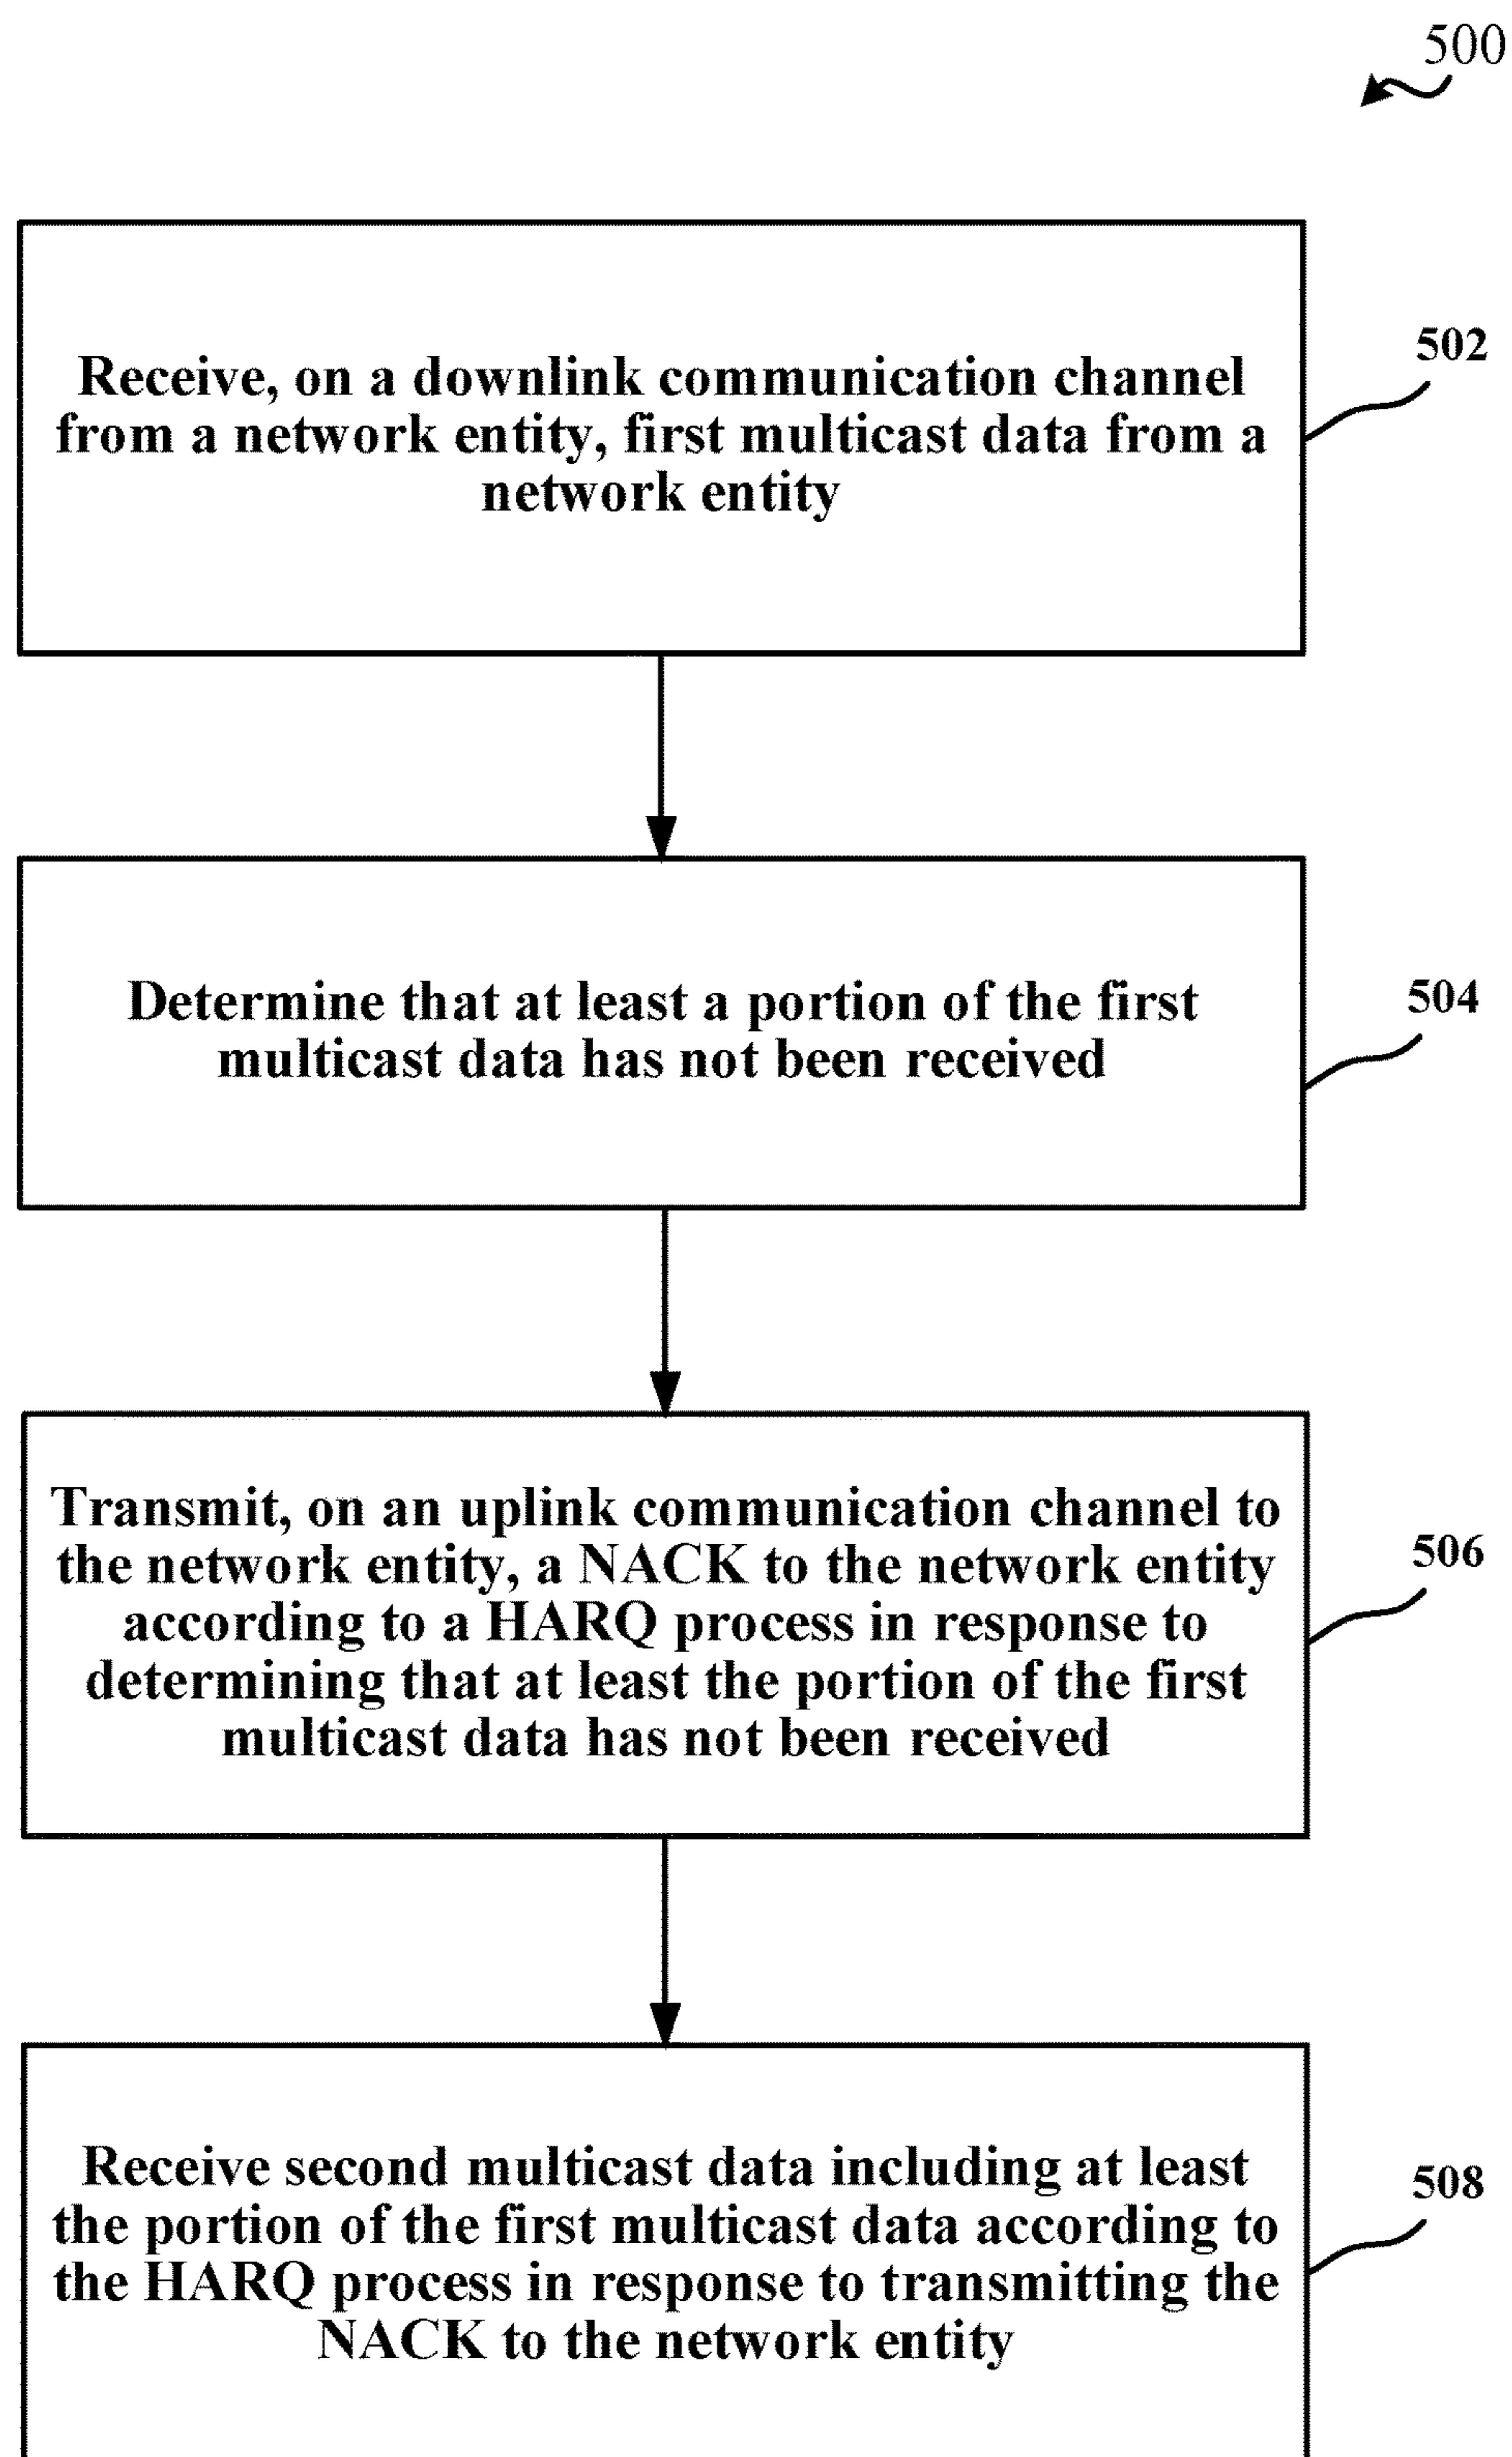 500
Receive, on a downlink communication channel
from a network entity, first multicast data from a
network entity
502
Determine that at least a portion of the first
multicast data has not been received
504
Transmit, on an uplink communication channel to
the network entity, a NACK to the network entity
according to a HARQ process in response to
determining that at least the portion of the first
multicast data has not been received
506
Receive second multicast data including at least
the portion of the first multicast data according to
the HARQ process in response to transmitting the
NACK to the network entity
508